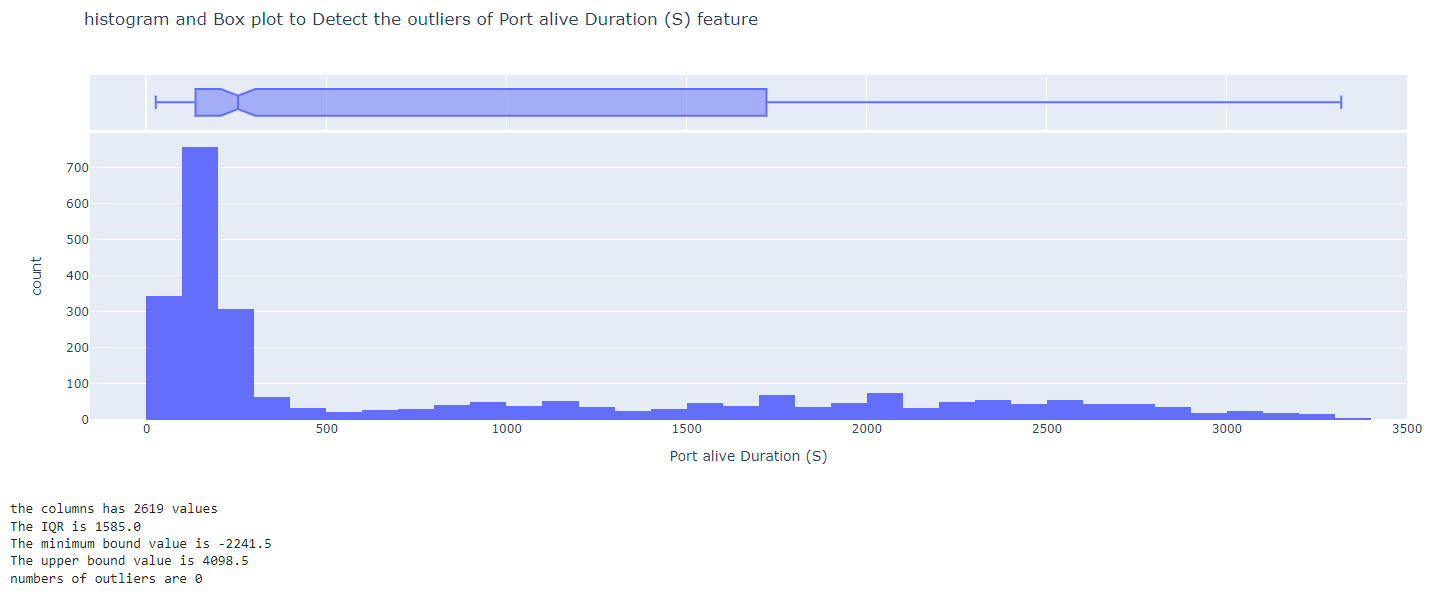 histogram and Box plot to Detect the outliers of Port alive Duration (S) feature
700
600
500
400
300
200
100
0
count
0 500 1000 1500 2000 2500 3000 3500
Port alive Duration (S)
the columns has 2619 values
The IQR is 1585.0
The minimum bound value is -2241.5
The upper bound value is 4098.5
numbers of outliers are 0